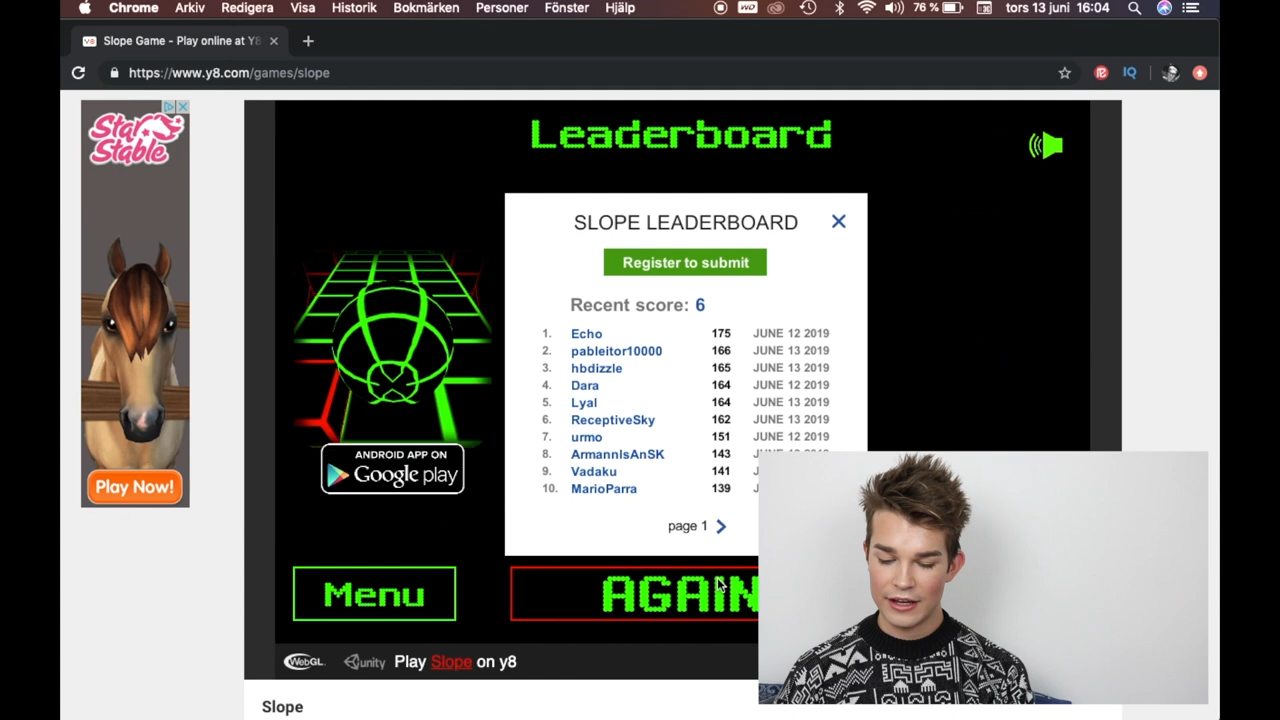 Chrome Arkiv Redigera Visa Historik Bokmärken Personer Fönster Hjälp WD 76 % tors 13 juni 16:04
Y8 Slope Game - Play online at Y8
https://www.y8.com/games/slope IQ
Star Stable
Play Now!
Leaderboard
SLOPE LEADERBOARD
Register to submit
Recent score: 6
1. Echo 175 JUNE 12 2019
2. pableitor10000 166 JUNE 13 2019
3. hbdizzle 165 JUNE 13 2019
4. Dara 164 JUNE 12 2019
5. Lyal 164 JUNE 13 2019
6. ReceptiveSky 162 JUNE 13 2019
7. urmo 151 JUNE 12 2019
8. ArmannIsAnSK 143
9. Vadaku 141
10. MarioParra 139
page 1
ANDROID APP ON
Google play
Menu
AGAIN
WebGL unity Play Slope on y8
Slope